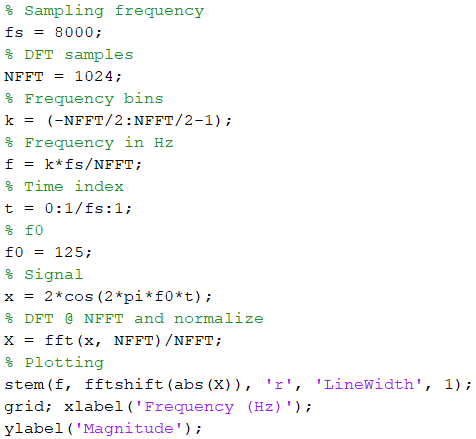 % Sampling frequency
fs = 8000;
% DFT samples
NFFT = 1024;
% Frequency bins
k = (-NFFT/2:NFFT/2-1);
% Frequency in Hz
f = k*fs/NFFT;
% Time index
t = 0:1/fs:1;
% f0
f0 = 125;
% Signal
x = 2*cos(2*pi*f0*t);
% DFT @ NFFT and normalize
X = fft(x, NFFT)/NFFT;
% Plotting
stem(f, fftshift(abs(X)), 'r', 'LineWidth', 1);
grid; xlabel('Frequency (Hz)');
ylabel('Magnitude');